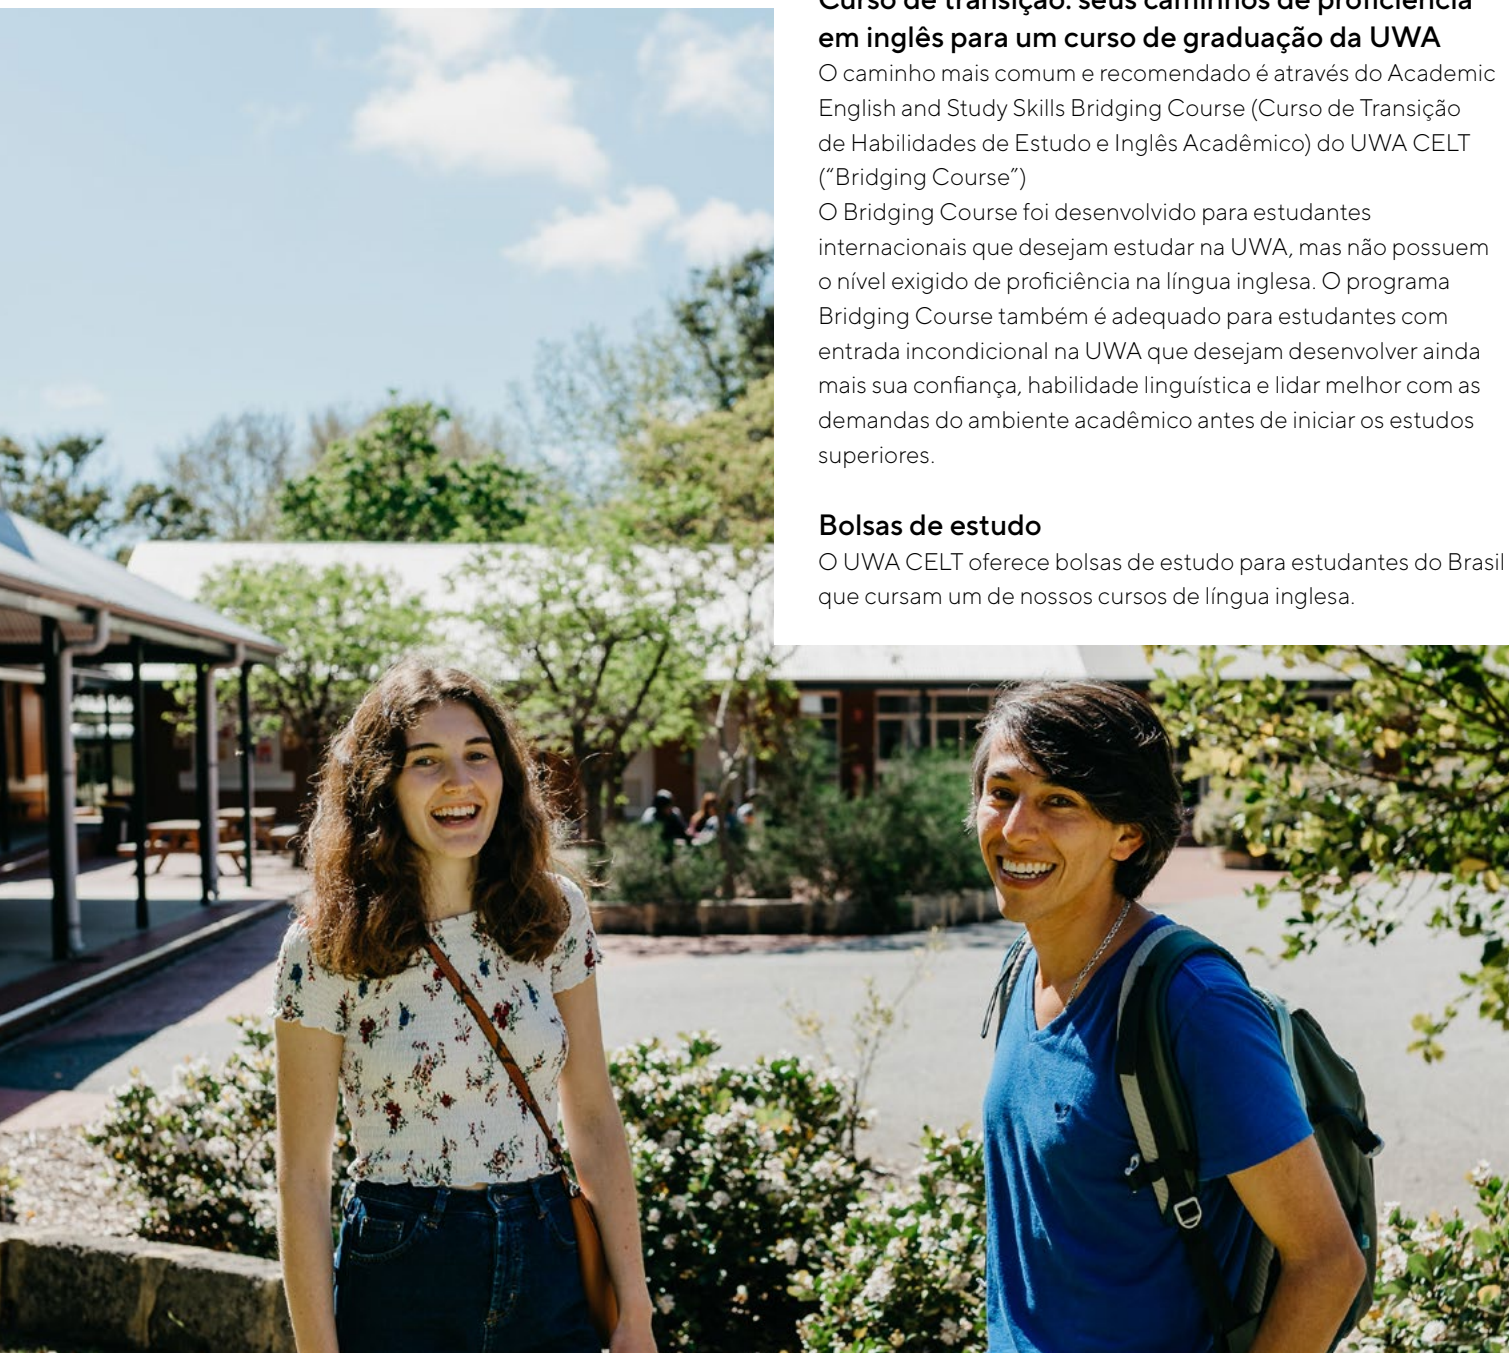 Curso de transição: seus caminhos de proficiência
em inglês para um curso de graduação da UWA
O caminho mais comum e recomendado é através do Academic
English and Study Skills Bridging Course (Curso de Transição
de Habilidades de Estudo e Inglês Acadêmico) do UWA CELT
(“Bridging Course”)
O Bridging Course foi desenvolvido para estudantes
internacionais que desejam estudar na UWA, mas não possuem
o nível exigido de proficiência na língua inglesa. O programa
Bridging Course também é adequado para estudantes com
entrada incondicional na UWA que desejam desenvolver ainda
mais sua confiança, habilidade linguística e lidar melhor com as
demandas do ambiente acadêmico antes de iniciar os estudos
superiores.
Bolsas de estudo
O UWA CELT oferece bolsas de estudo para estudantes do Brasil
que cursam um de nossos cursos de língua inglesa.